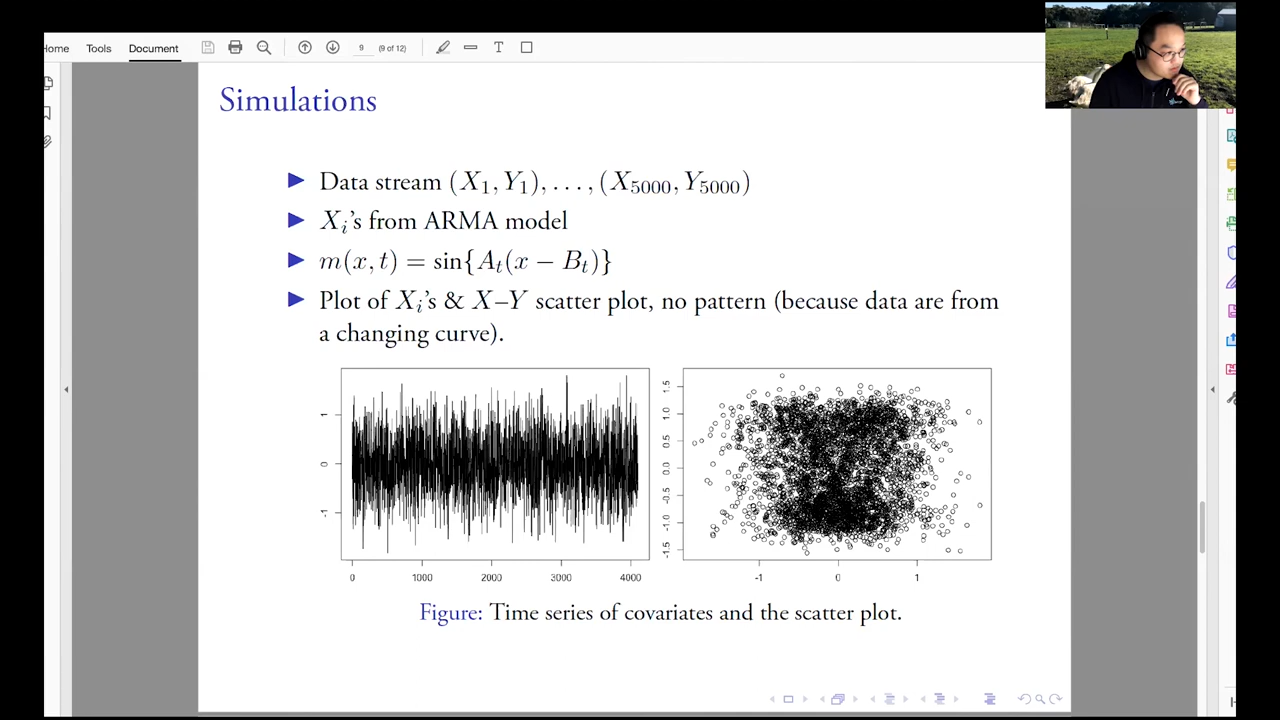 Home Tools Document 9 (9 of 12)
Simulations
Data stream (X₁, Y₁), . . . , (X₅₀₀₀, Y₅₀₀₀)
Xᵢ's from ARMA model
m(x, t) = sin{Aₜ(x − Bₜ)}
Plot of Xᵢ's & X–Y scatter plot, no pattern (because data are from
a changing curve).
1
0
-1
0 1000 2000 3000 4000
1.5
1.0
0.5
0.0
-0.5
-1.0
-1.5
-1 0 1
Figure: Time series of covariates and the scatter plot.